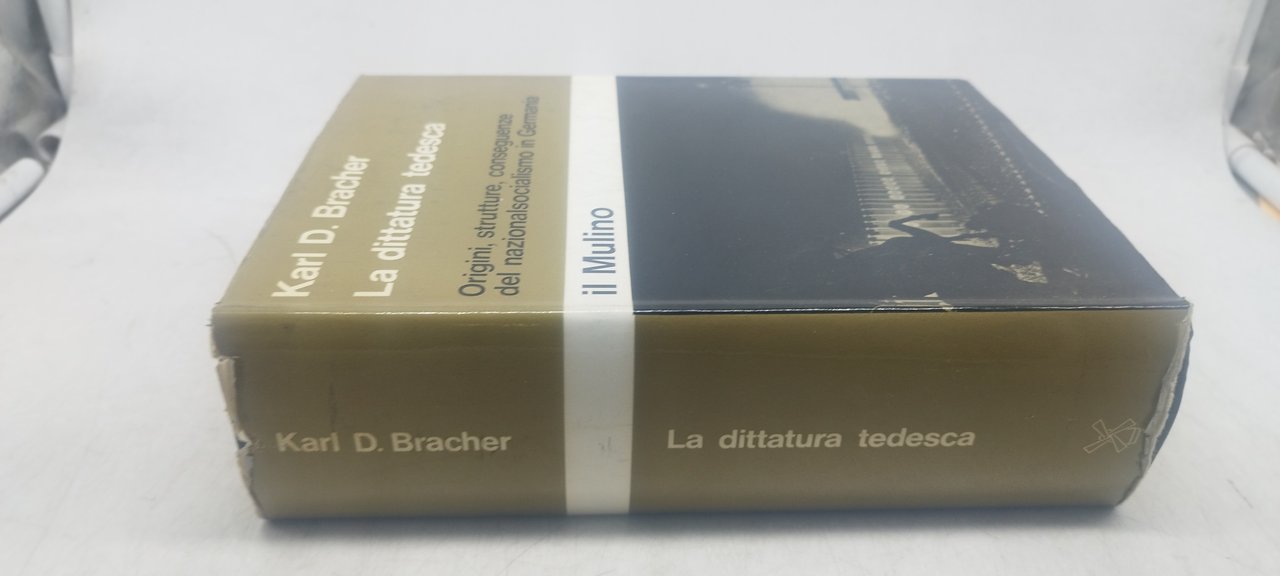 Karl D. Bracher
La dittatura tedesca
Origini, strutture, conseguenze
del nazionalsocialismo in Germania
il Mulino
Karl D. Bracher
La dittatura tedesca